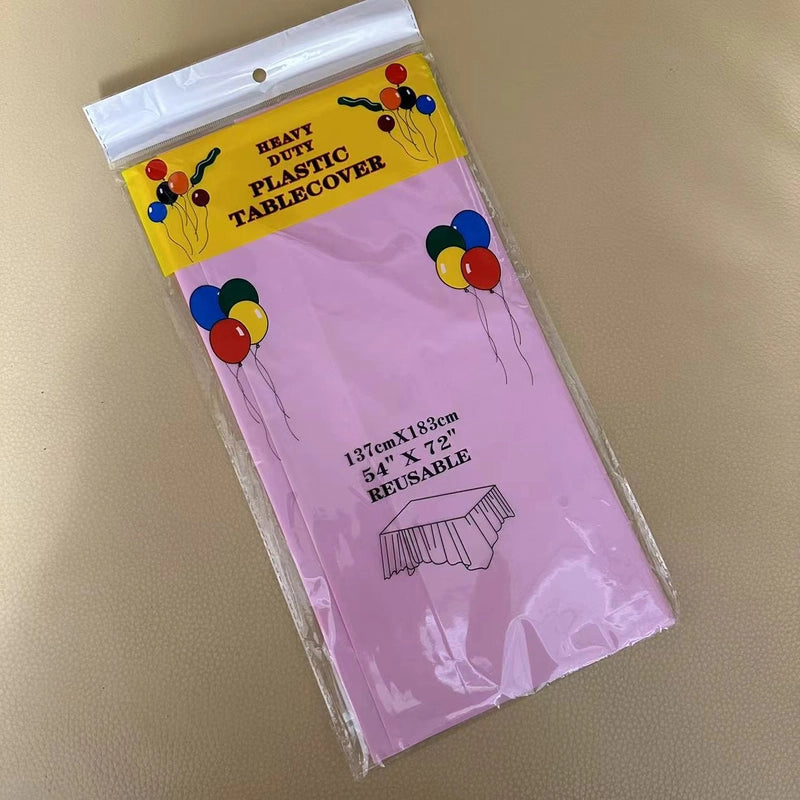 HEAVY
DUTY
PLASTIC
TABLECOVER
137cmX183cm
54" X 72"
REUSABLE